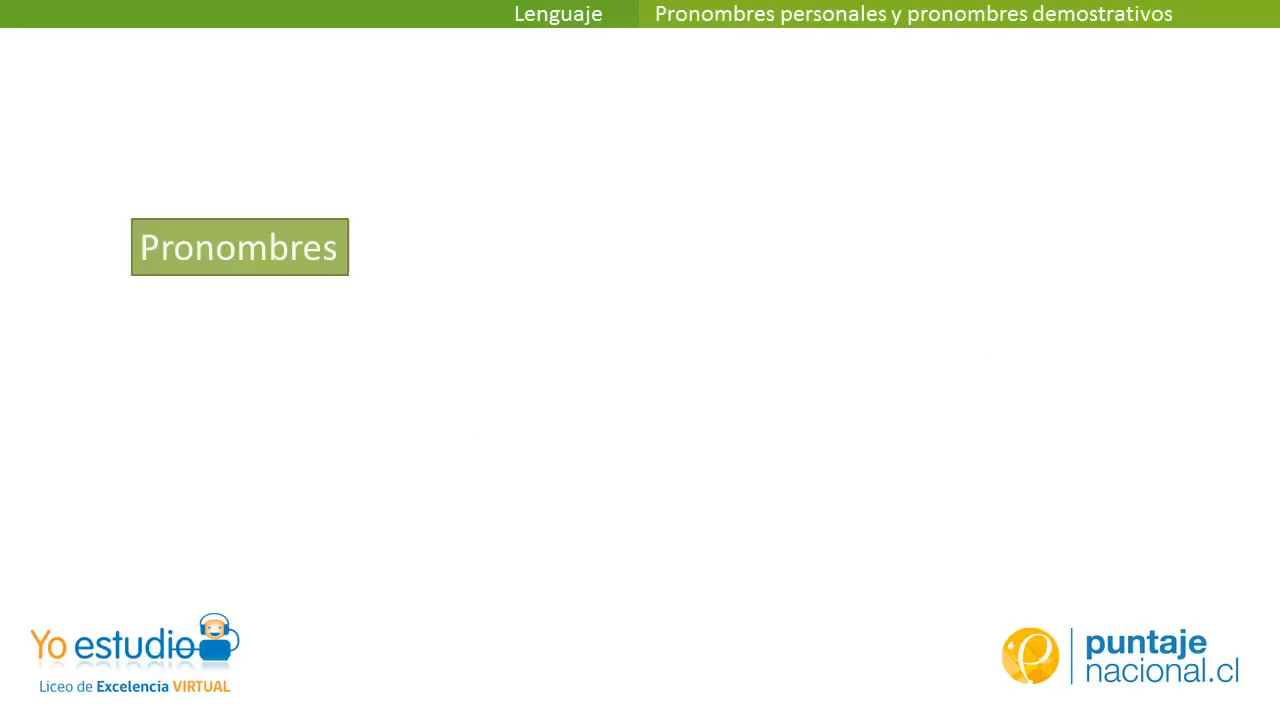 Lenguaje Pronombres personales y pronombres demostrativos
Pronombres
Yo estudio
Liceo de Excelencia VIRTUAL
puntaje
nacional.cl